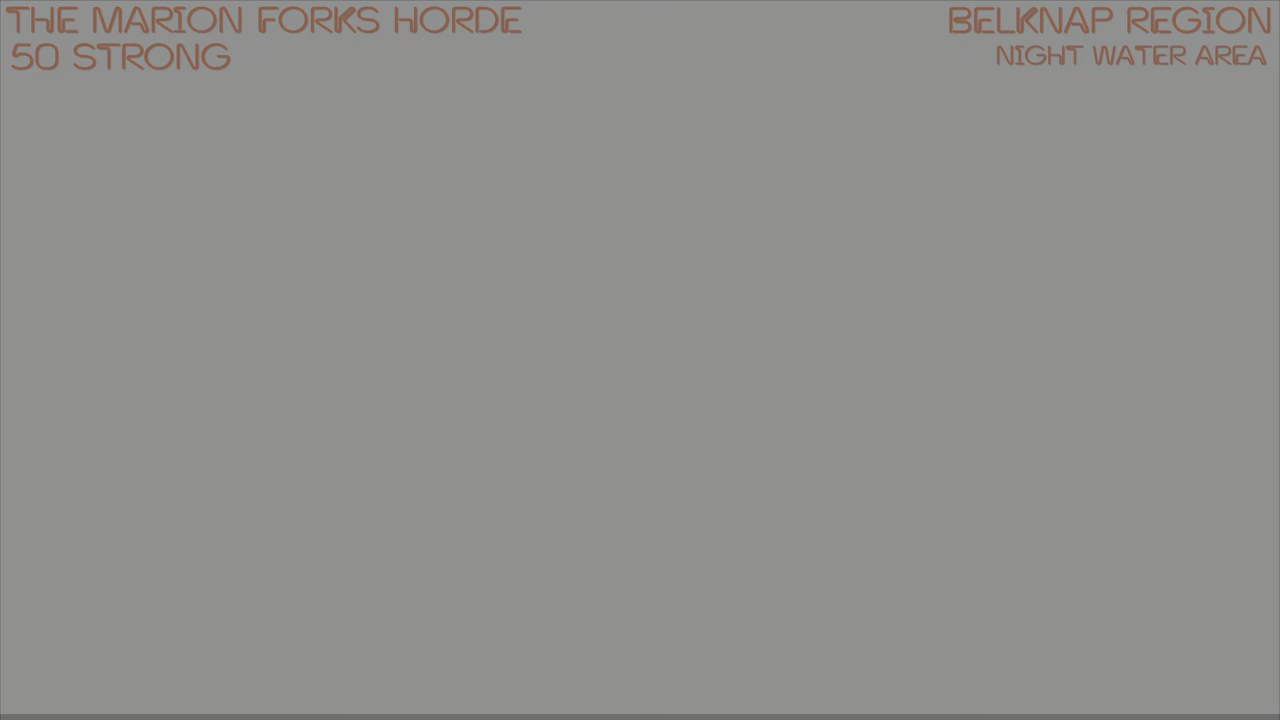 THE MARION FORKS HORDE
50 STRONG
BELKNAP REGION
NIGHT WATER AREA